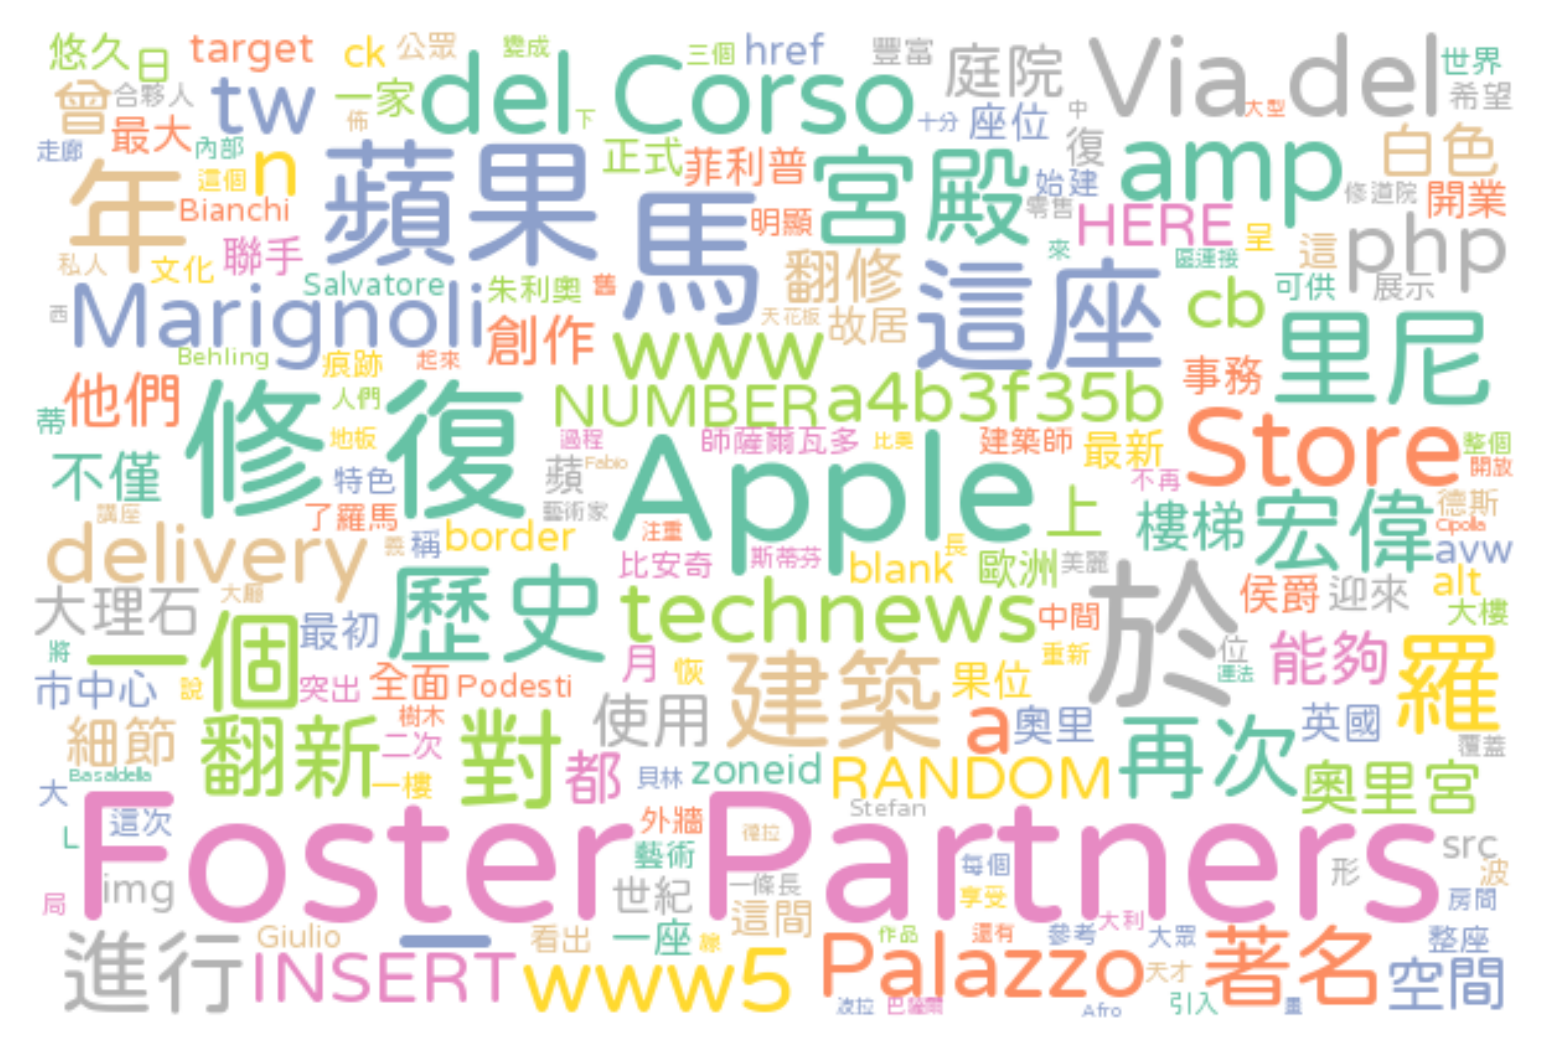 悠久 日 target ck 公眾 變成 del Corso 三個 href 豐富 庭院 Via del 世界
曾 合夥人 tw 一家 佈 下 十分 座位 中 大型 希望
走廊 最大 內部 這個 n 蘋果 正式 菲利普 宮殿 始建 復 amp 白色
年 Bianchi 馬 明顯 零售 HERE 修道院 開業
私人 文化 聯手 Salvatore 朱利奧 舊 翻修 這座 來 區連接 呈 這 php
西 Marignoli 創作 天花板 故居 cb 可供 展示
Behling 痕跡 起來 www 事務 里尼
蒂 他們 修復 人們 NUMBER a4b3f35b Store
地板 過程 師薩爾瓦多 比奧 建築師 最新 整個
不僅 特色 蘋 Fabio Apple 不再 開放
講座 了羅馬 藝術家 注重 上 樓梯 宏偉 德斯 Cipolla
delivery 義 稱 border 比安奇 斯蒂芬 blank 長 歐洲 美麗 avw
大理石 大廳 歷史 technews 中間 於 侯爵 迎來 alt 大樓
將 一個 最初 月 恢 建築 果位 重新 位 運法 能夠 羅
市中心 說 突出 全面 Podesti
細節 翻新 樹木 二次 對 使用 a 奧里 再次 英國 覆蓋
大 Basaldella 一樓 都 貝林 zoneid RANDOM 奧里宮
L 這次 Foster Partners 外牆 德拉 Stefan src
局 img 藝術 世紀 一條長 每個 享受 形 波 房間
進行 Giulio 看出 一座 線 這間 作品 還有 參考 大利 大眾 整座
INSERT www5 Palazzo 天才 著名 空間
波拉 巴薩爾 Afro 引入 畫